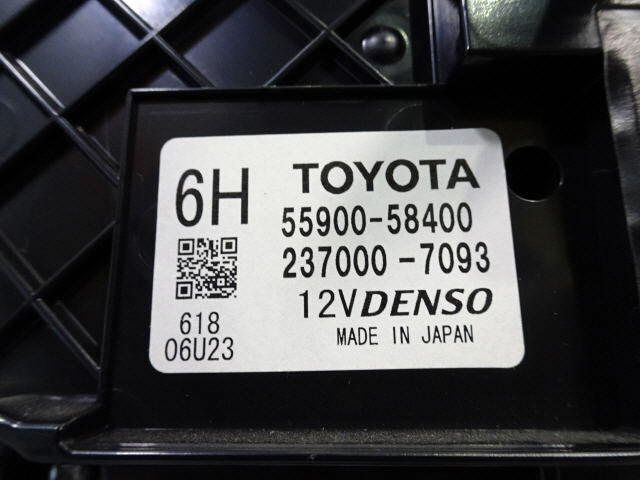 6H
TOYOTA
55900-58400
237000-7093
12V DENSO
618
06U23
MADE IN JAPAN